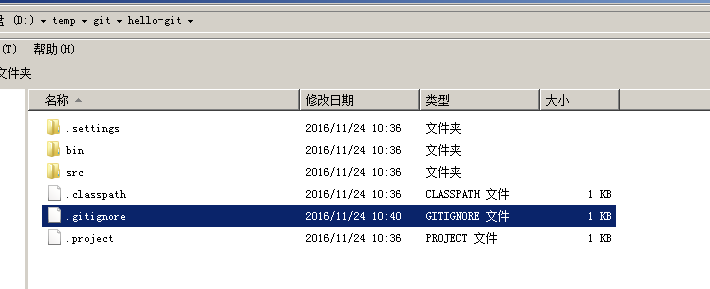 盘 (D:) ▾ temp ▾ git ▾ hello-git ▾
(T) 帮助(H)
文件夹
名称 修改日期 类型 大小
.settings 2016/11/24 10:36 文件夹
bin 2016/11/24 10:36 文件夹
src 2016/11/24 10:36 文件夹
.classpath 2016/11/24 10:36 CLASSPATH 文件 1 KB
.gitignore 2016/11/24 10:40 GITIGNORE 文件 1 KB
.project 2016/11/24 10:36 PROJECT 文件 1 KB